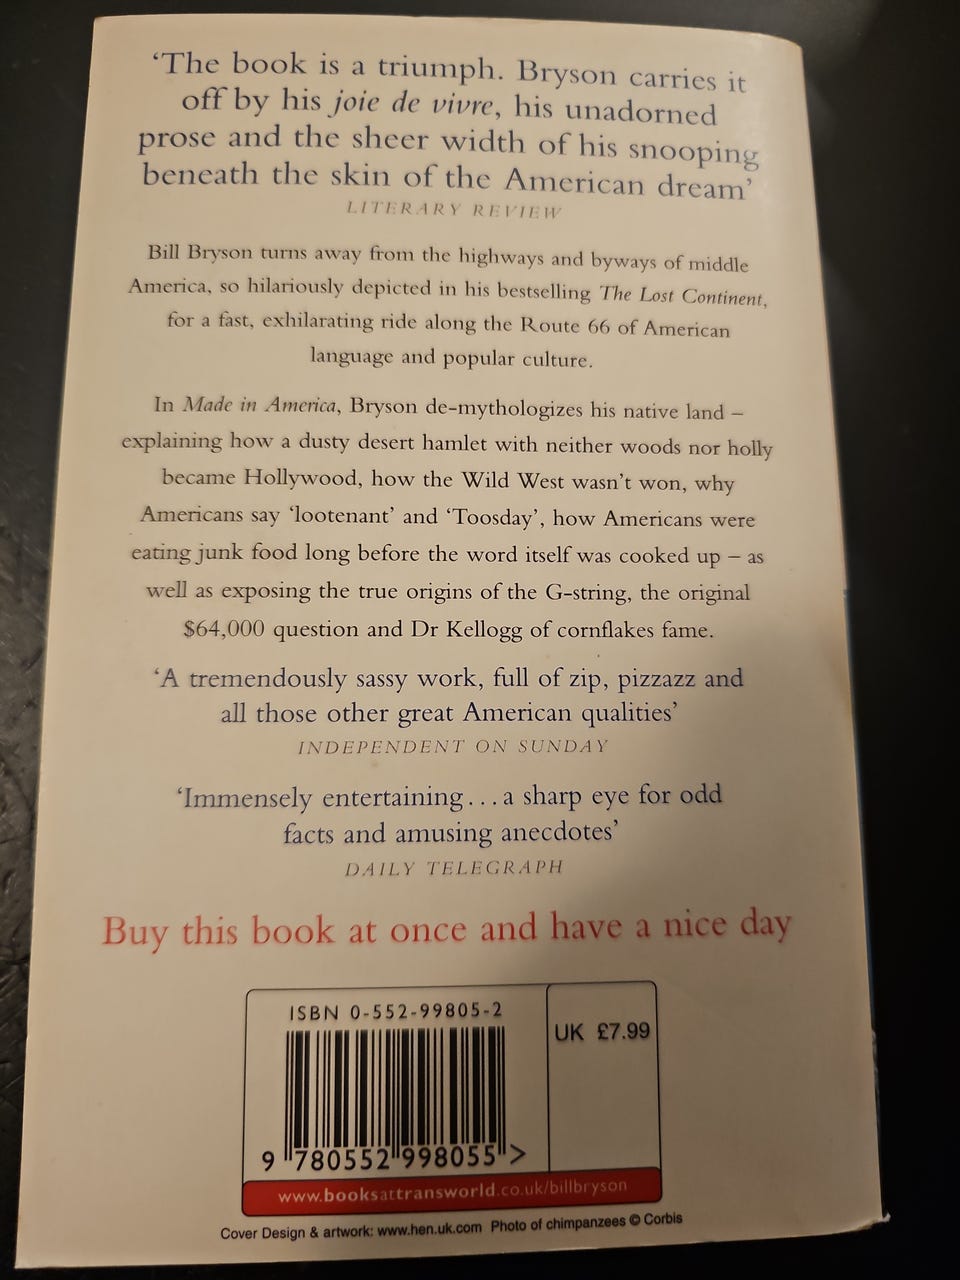 ‘The book is a triumph. Bryson carries it
off by his joie de vivre, his unadorned
prose and the sheer width of his snooping
beneath the skin of the American dream’
LITERARY REVIEW
Bill Bryson turns away from the highways and byways of middle
America, so hilariously depicted in his bestselling The Lost Continent,
for a fast, exhilarating ride along the Route 66 of American
language and popular culture.
In Made in America, Bryson de-mythologizes his native land –
explaining how a dusty desert hamlet with neither woods nor holly
became Hollywood, how the Wild West wasn’t won, why
Americans say ‘lootenant’ and ‘Toosday’, how Americans were
eating junk food long before the word itself was cooked up – as
well as exposing the true origins of the G-string, the original
$64,000 question and Dr Kellogg of cornflakes fame.
‘A tremendously sassy work, full of zip, pizzazz and
all those other great American qualities’
INDEPENDENT ON SUNDAY
‘Immensely entertaining . . . a sharp eye for odd
facts and amusing anecdotes’
DAILY TELEGRAPH
Buy this book at once and have a nice day
ISBN 0-552-99805-2
UK £7.99
9 780552 998055 >
www.booksattransworld.co.uk/billbryson
Cover Design & artwork: www.hen.uk.com Photo of chimpanzees © Corbis